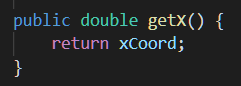 public double getX() {
    return xCoord;
}